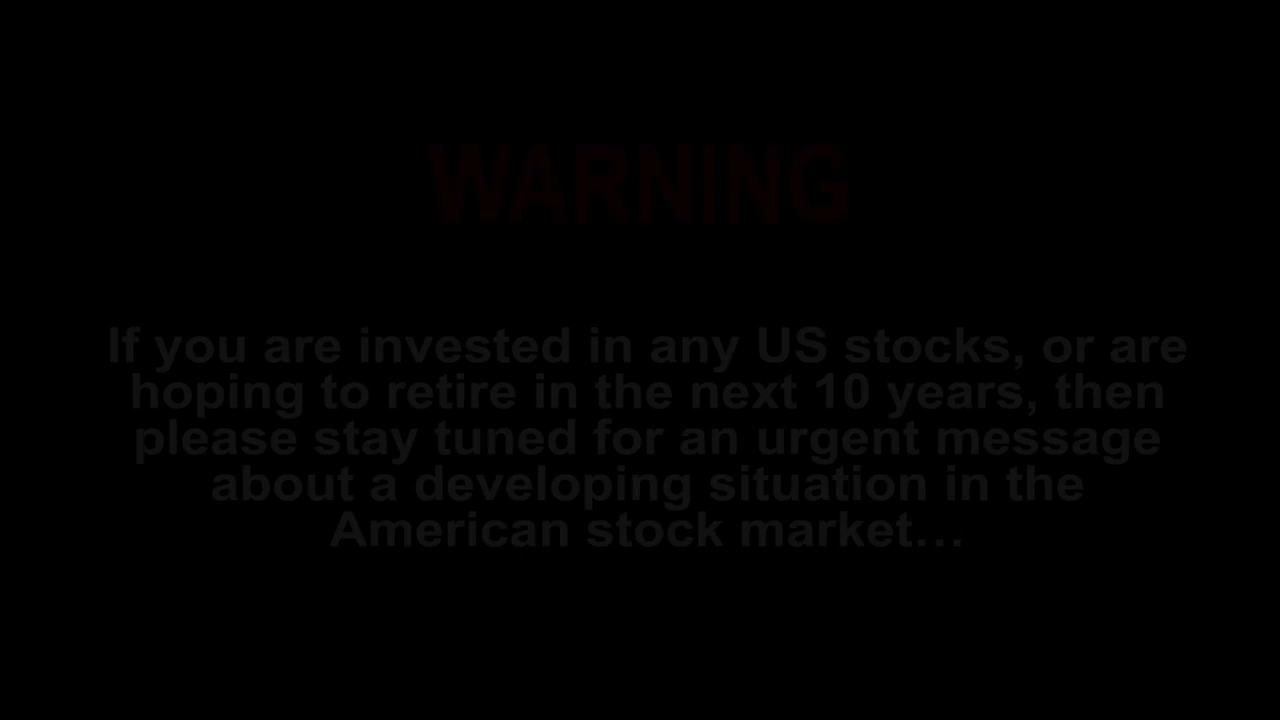 WARNING
If you are invested in any US stocks, or are
hoping to retire in the next 10 years, then
please stay tuned for an urgent message
about a developing situation in the
American stock market…